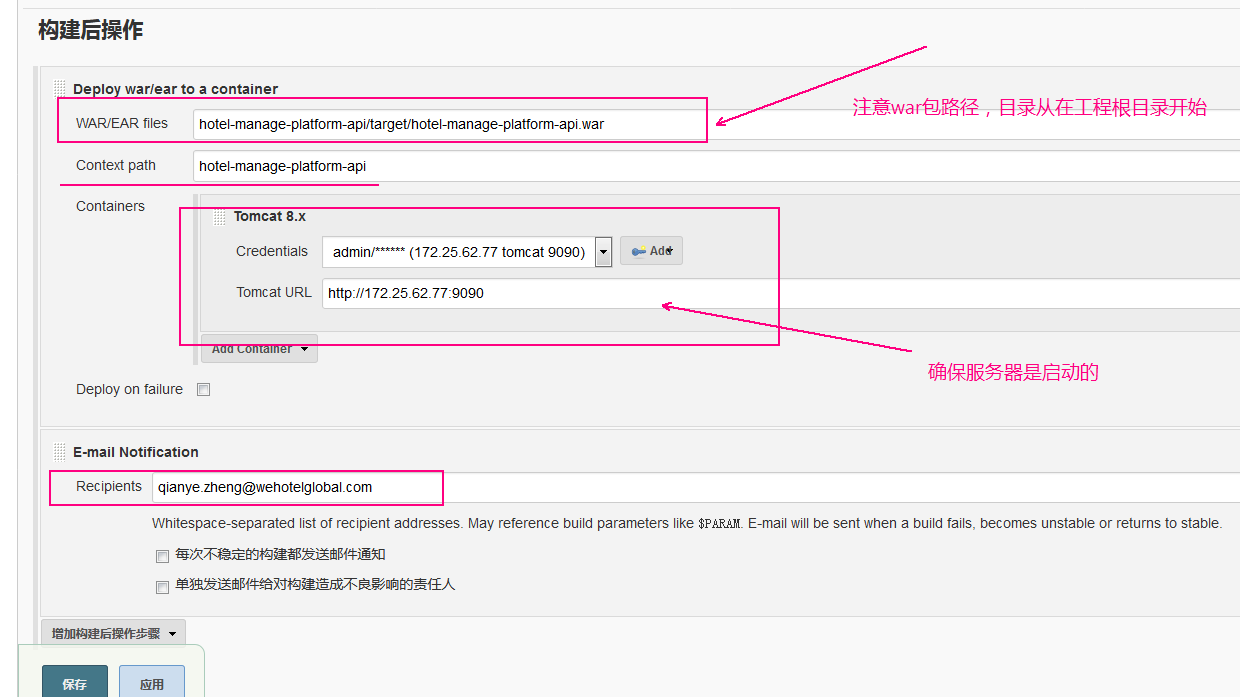 构建后操作
Deploy war/ear to a container
WAR/EAR files
hotel-manage-platform-api/target/hotel-manage-platform-api.war
注意war包路径，目录从在工程根目录开始
Context path
hotel-manage-platform-api
Containers
Tomcat 8.x
Credentials
admin/****** (172.25.62.77 tomcat 9090)
Add
Tomcat URL
http://172.25.62.77:9090
Add Container
确保服务器是启动的
Deploy on failure
E-mail Notification
Recipients
qianye.zheng@wehotelglobal.com
Whitespace-separated list of recipient addresses. May reference build parameters like $PARAM. E-mail will be sent when a build fails, becomes unstable or returns to stable.
每次不稳定的构建都发送邮件通知
单独发送邮件给对构建造成不良影响的责任人
增加构建后操作步骤
保存
应用